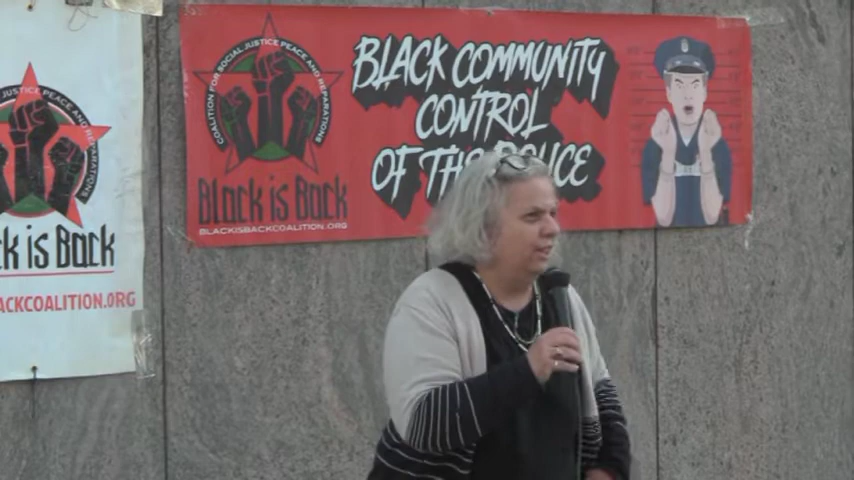 JUSTICE PEACE AND REPARATIONS
ck is Back
ACKCOALITION.ORG
COALITION FOR SOCIAL JUSTICE PEACE AND REPARATIONS
Black is Back
BLACKISBACKCOALITION.ORG
BLACK COMMUNITY
CONTROL
OF THE POLICE